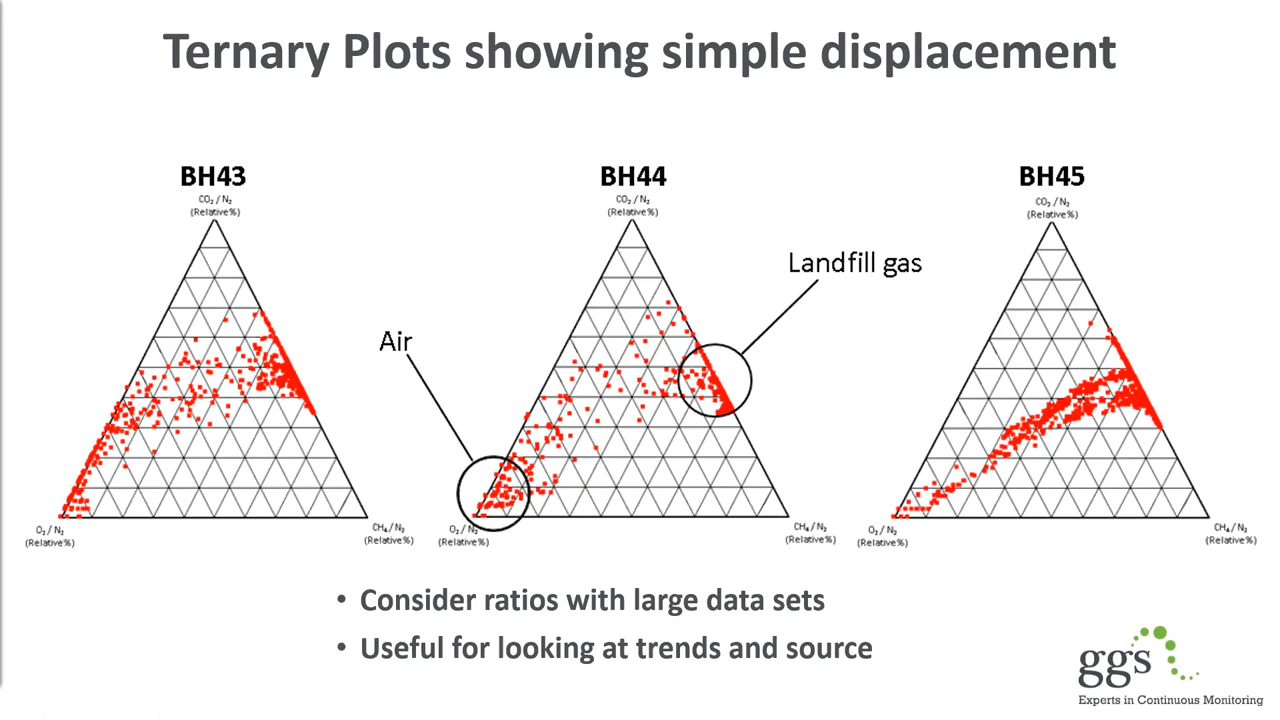 Ternary Plots showing simple displacement
BH43
CO₂ / N₂
(Relative%)
O₂ / N₂
(Relative%)
CH₄ / N₂
(Relative%)
BH44
CO₂ / N₂
(Relative%)
Air
Landfill gas
O₂ / N₂
(Relative%)
CH₄ / N₂
(Relative%)
BH45
CO₂ / N₂
(Relative%)
O₂ / N₂
(Relative%)
CH₄ / N₂
(Relative%)
• Consider ratios with large data sets
• Useful for looking at trends and source
ggs
Experts in Continuous Monitoring